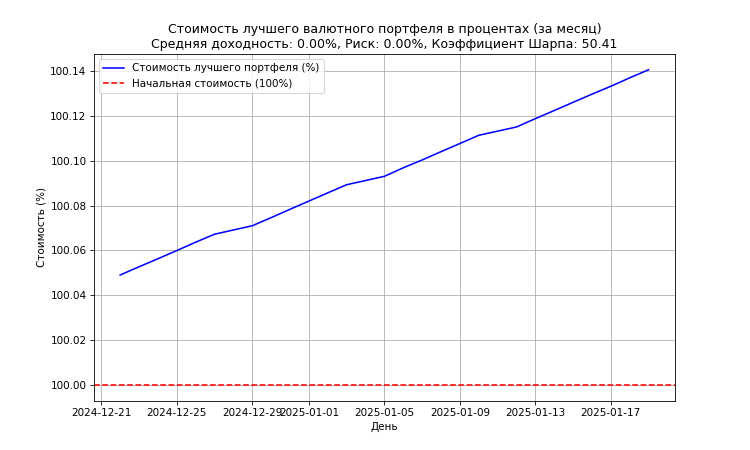 Стоимость лучшего валютного портфеля в процентах (за месяц)
Средняя доходность: 0.00%, Риск: 0.00%, Коэффициент Шарпа: 50.41
Стоимость лучшего портфеля (%)
Начальная стоимость (100%)
Стоимость (%)
100.14
100.12
100.10
100.08
100.06
100.04
100.02
100.00
2024-12-21 2024-12-25 2024-12-29 2025-01-01 2025-01-05 2025-01-09 2025-01-13 2025-01-17
День